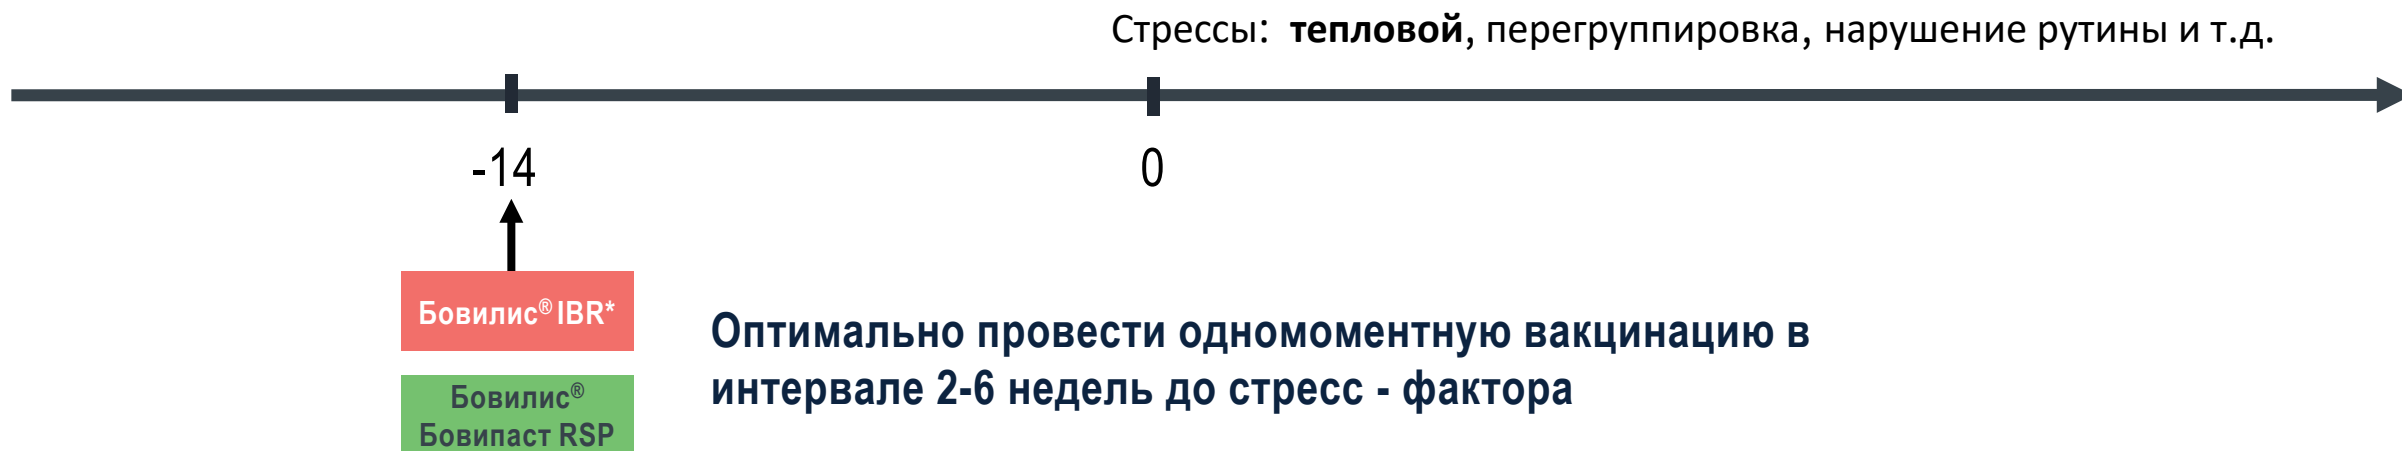 Стрессы: тепловой, перегруппировка, нарушение рутины и т.д.
-14
0
Бовилис® IBR*
Бовилис®
Бовипаст RSP
Оптимально провести одномоментную вакцинацию в
интервале 2-6 недель до стресс - фактора